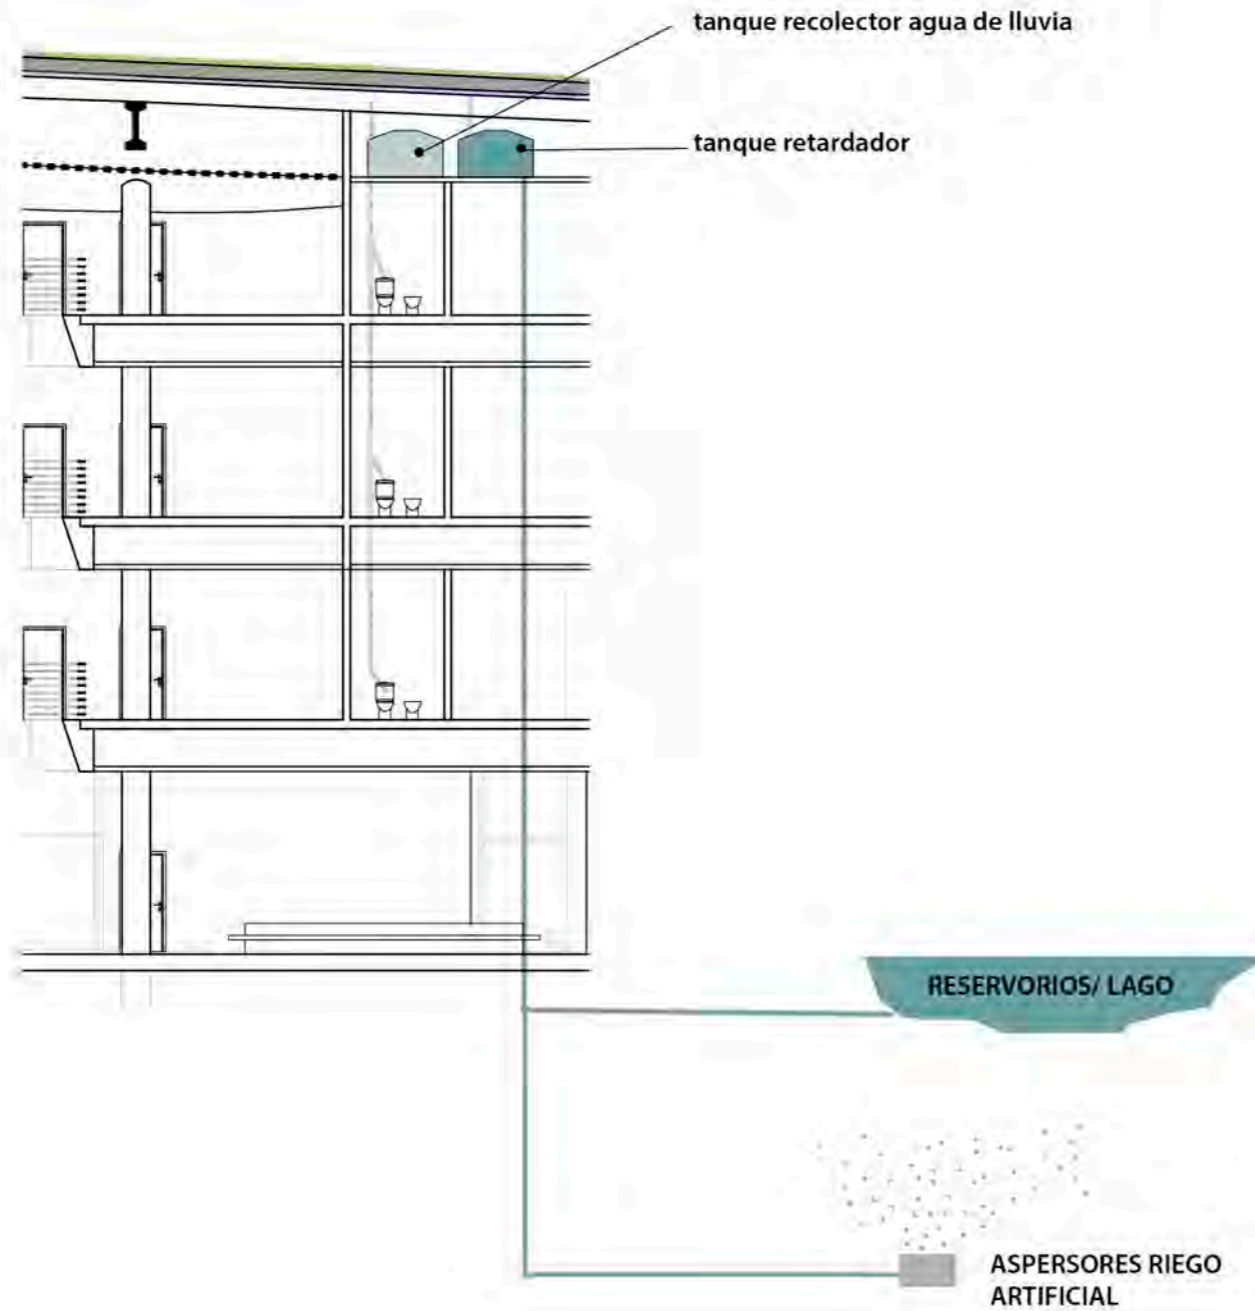 tanque recolector agua de lluvia
tanque retardador
RESERVORIOS/ LAGO
ASPERSORES RIEGO
ARTIFICIAL